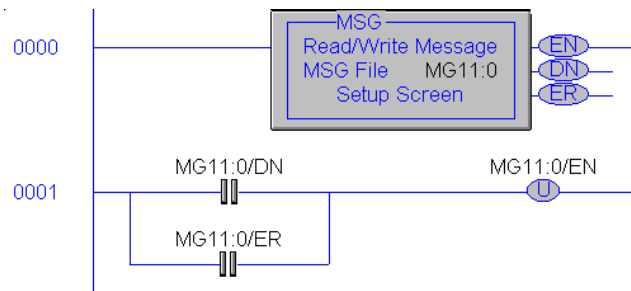 MSG
0000
Read/Write Message
EN
MSG File MG11:0
DN
Setup Screen
ER
MG11:0/DN
MG11:0/EN
0001
U
MG11:0/ER